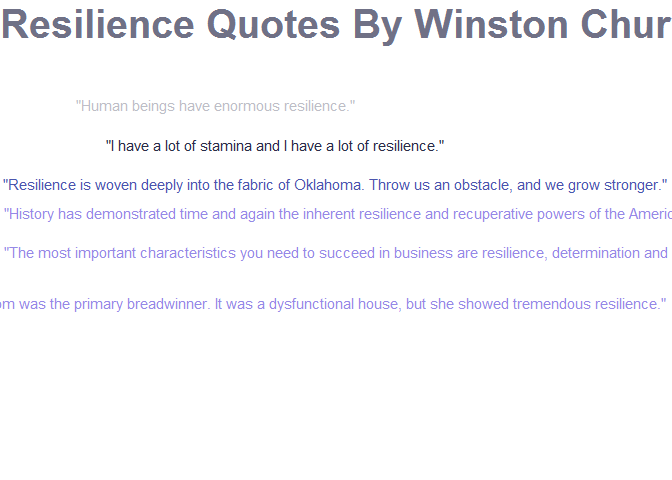 Resilience Quotes By Winston Chur
"Human beings have enormous resilience."
"I have a lot of stamina and I have a lot of resilience."
"Resilience is woven deeply into the fabric of Oklahoma. Throw us an obstacle, and we grow stronger."
"History has demonstrated time and again the inherent resilience and recuperative powers of the Americ
"The most important characteristics you need to succeed in business are resilience, determination and
om was the primary breadwinner. It was a dysfunctional house, but she showed tremendous resilience."